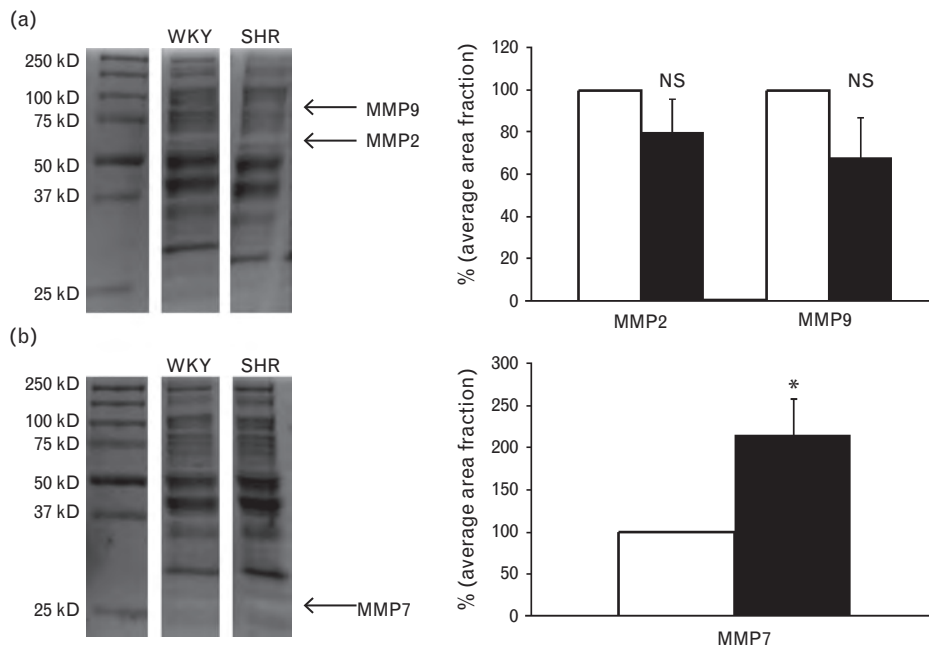 (a)
WKY SHR
250 kD
100 kD
75 kD
50 kD
37 kD
25 kD
MMP9
MMP2
% (average area fraction)
120
100
80
60
40
20
0
NS NS
MMP2 MMP9
(b)
WKY SHR
250 kD
100 kD
75 kD
50 kD
37 kD
25 kD
MMP7
% (average area fraction)
300
250
200
150
100
50
0
*
MMP7